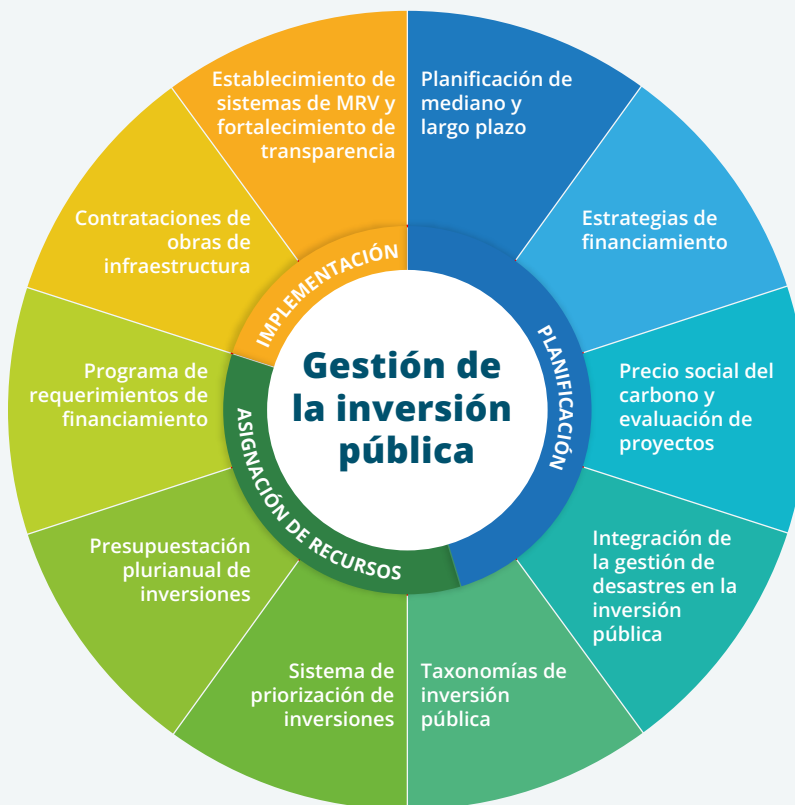 Gestión de
la inversión
pública
PLANIFICACIÓN
Planificación de
mediano y
largo plazo
Estrategias de
financiamiento
Precio social del
carbono y
evaluación de
proyectos
Integración de
la gestión de
desastres en la
inversión
pública
Taxonomías de
inversión
pública
ASIGNACIÓN DE RECURSOS
Sistema de
priorización de
inversiones
Presupuestación
plurianual de
inversiones
Programa de
requerimientos de
financiamiento
IMPLEMENTACIÓN
Contrataciones de
obras de
infraestructura
Establecimiento de
sistemas de MRV y
fortalecimiento de
transparencia